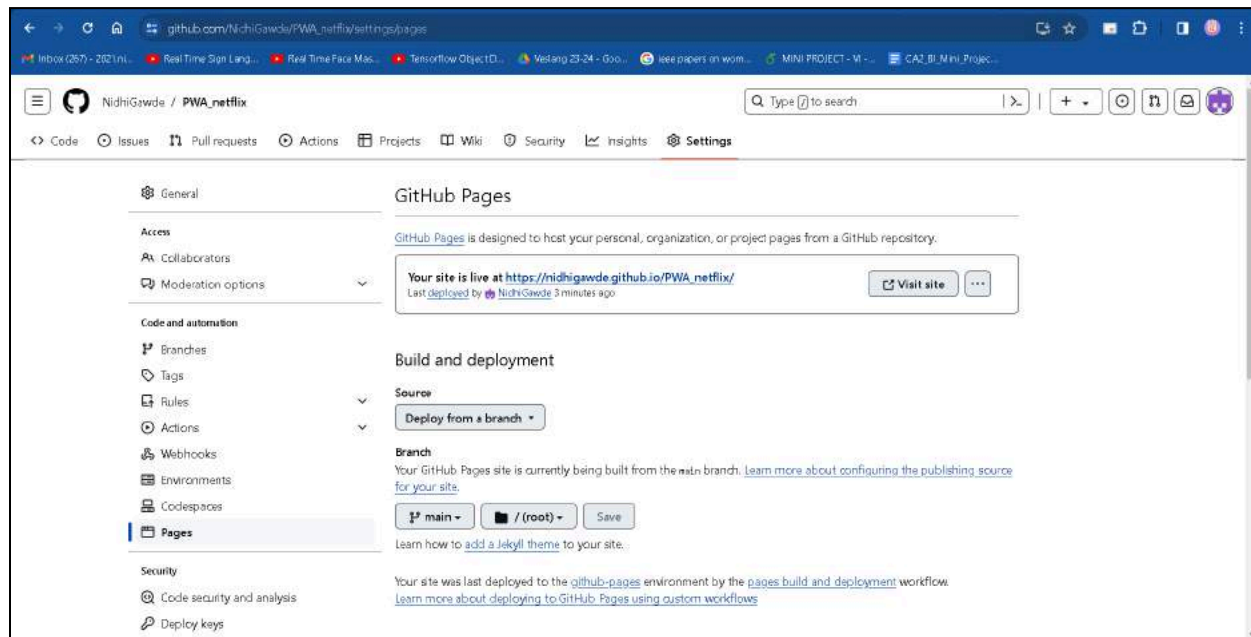 github.com/NidhiGawde/PWA_netflix/settings/pages
Inbox (267) - 2021.ni... Real Time Sign Lang... Real Time Face Mas... Tensorflow Object D... Veslang 23-24 - Goo... ieee papers on wom... MINI PROJECT - VI - ... CA2_BI_Mini_Projec...
NidhiGawde / PWA_netflix
Type / to search
Code Issues Pull requests Actions Projects Wiki Security Insights Settings
General
Access
Collaborators
Moderation options
Code and automation
Branches
Tags
Rules
Actions
Webhooks
Environments
Codespaces
Pages
Security
Code security and analysis
Deploy keys
GitHub Pages
GitHub Pages is designed to host your personal, organization, or project pages from a GitHub repository.
Your site is live at https://nidhigawde.github.io/PWA_netflix/
Last deployed by NidhiGawde 3 minutes ago
Visit site
Build and deployment
Source
Deploy from a branch
Branch
Your GitHub Pages site is currently being built from the main branch. Learn more about configuring the publishing source
for your site.
main / (root) Save
Learn how to add a Jekyll theme to your site.
Your site was last deployed to the github-pages environment by the pages build and deployment workflow.
Learn more about deploying to GitHub Pages using custom workflows